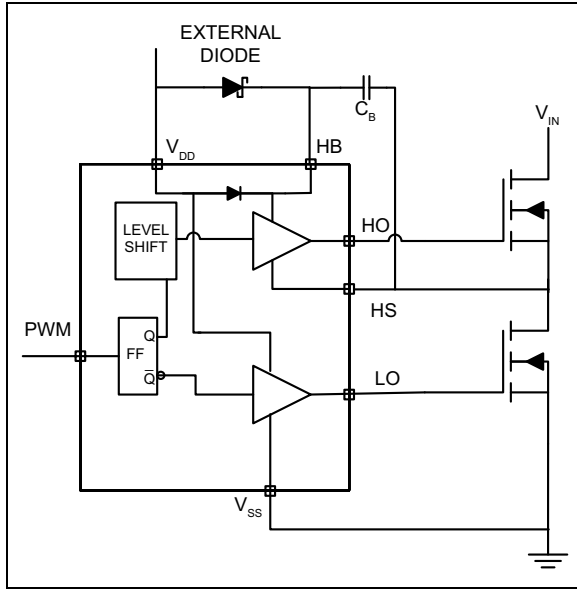 EXTERNAL
DIODE
C_B
V_IN
V_DD
HB
LEVEL
SHIFT
HO
HS
PWM
Q
FF
Q̅
LO
V_SS